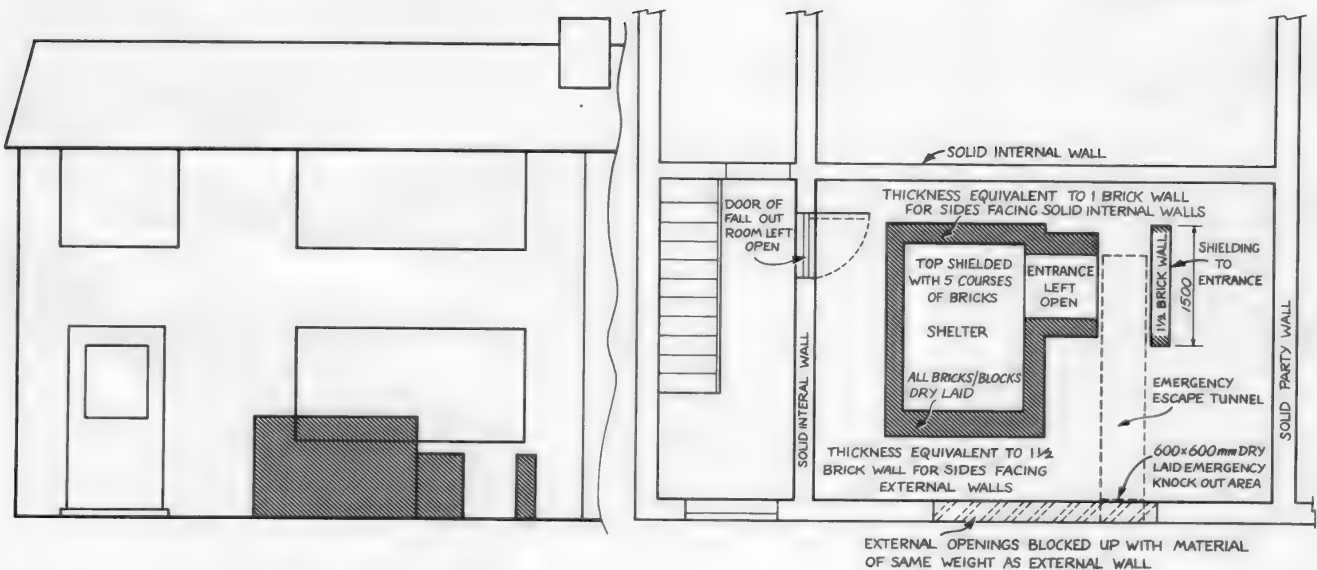 SOLID INTERNAL WALL
THICKNESS EQUIVALENT TO 1 BRICK WALL
FOR SIDES FACING SOLID INTERNAL WALLS
DOOR OF
FALL OUT
ROOM LEFT
OPEN
TOP SHIELDED
WITH 5 COURSES
OF BRICKS
SHELTER
ENTRANCE
LEFT
OPEN
1½ BRICK WALL
1500
SHIELDING
TO
ENTRANCE
SOLID INTERAL WALL
ALL BRICKS/BLOCKS
DRY LAID
EMERGENCY
ESCAPE TUNNEL
SOLID PARTY WALL
THICKNESS EQUIVALENT TO 1½
BRICK WALL FOR SIDES FACING
EXTERNAL WALLS
600×600mm DRY
LAID EMERGENCY
KNOCK OUT AREA
EXTERNAL OPENINGS BLOCKED UP WITH MATERIAL
OF SAME WEIGHT AS EXTERNAL WALL